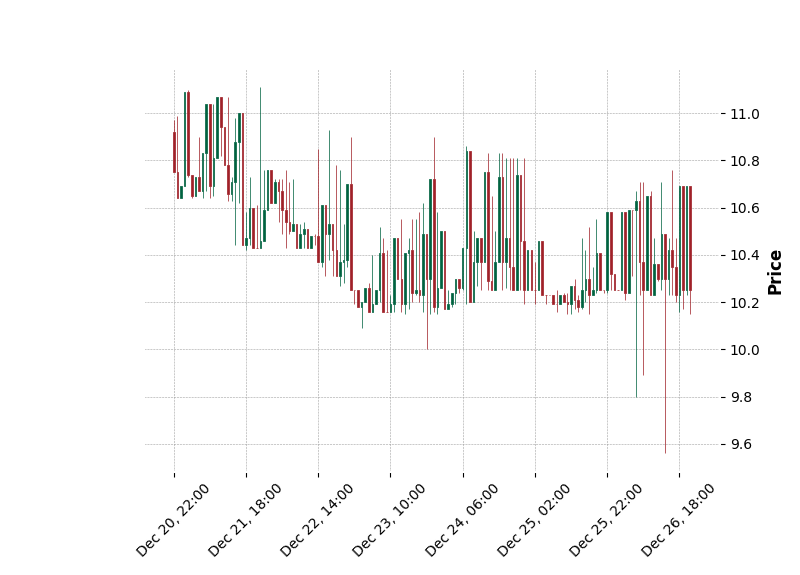 11.0
10.8
10.6
10.4
10.2
10.0
9.8
9.6
Price
Dec 20, 22:00
Dec 21, 18:00
Dec 22, 14:00
Dec 23, 10:00
Dec 24, 06:00
Dec 25, 02:00
Dec 25, 22:00
Dec 26, 18:00